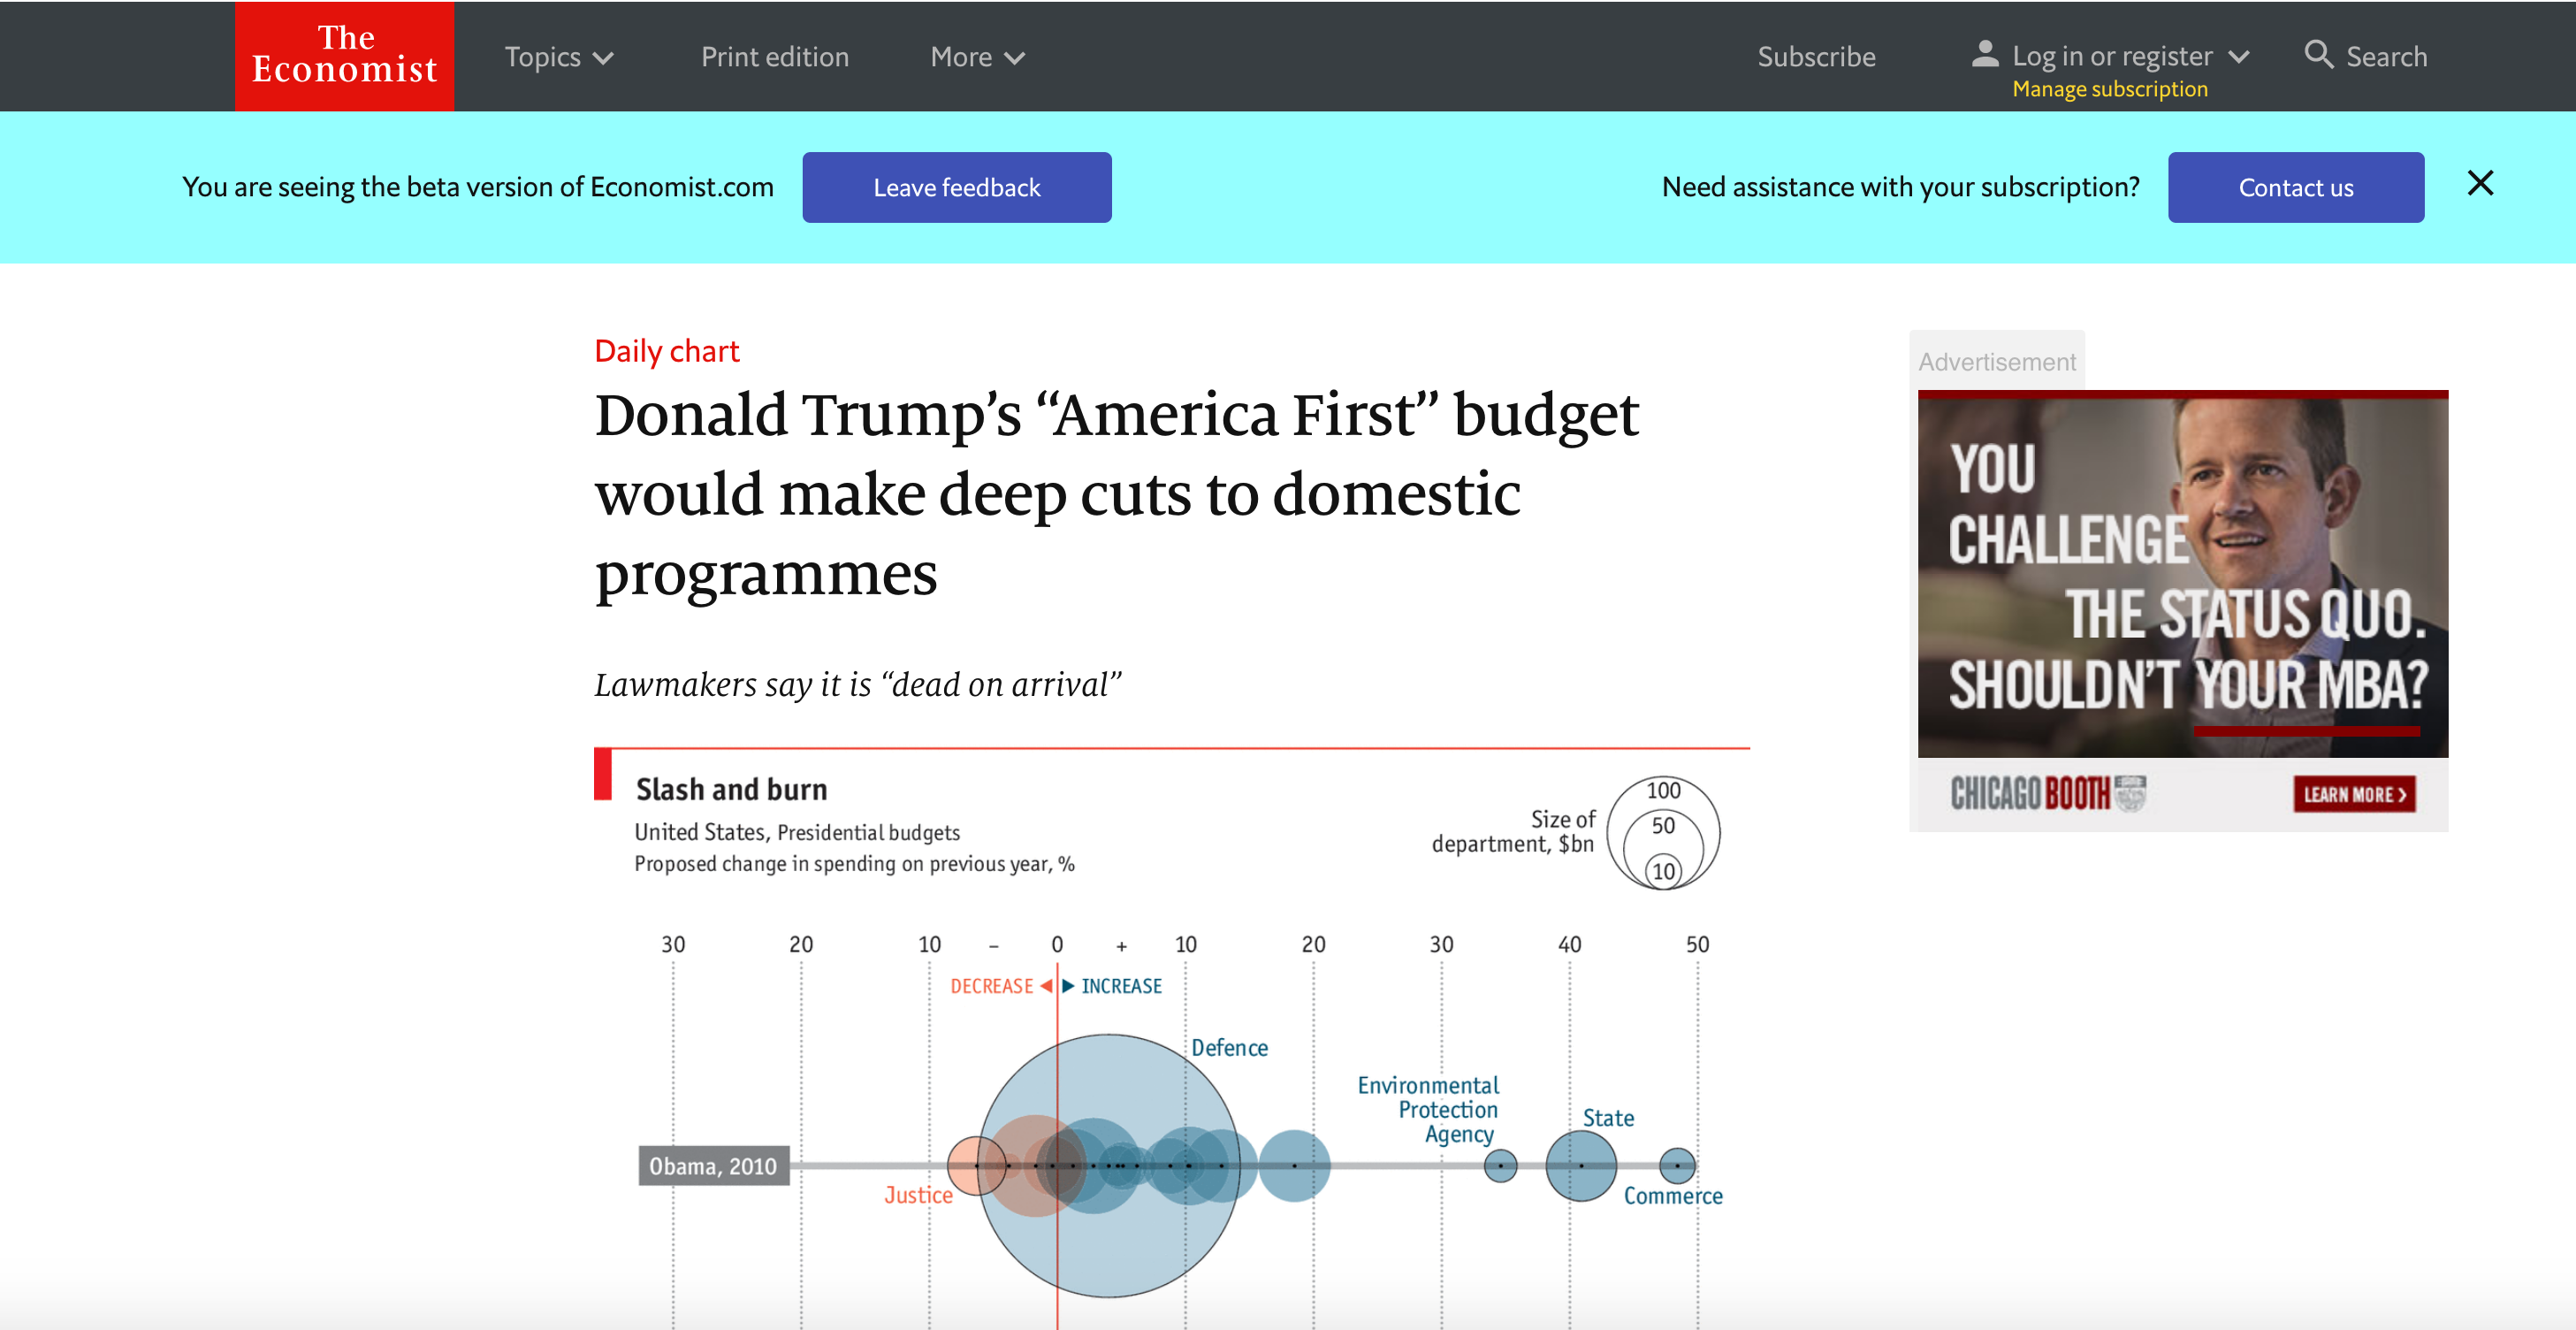 The
Economist
Topics
Print edition
More
Subscribe
Log in or register
Manage subscription
Search
You are seeing the beta version of Economist.com
Leave feedback
Need assistance with your subscription?
Contact us
Daily chart
Donald Trump’s “America First” budget
would make deep cuts to domestic
programmes
Lawmakers say it is “dead on arrival”
Advertisement
YOU
CHALLENGE
THE STATUS QUO.
SHOULDN'T YOUR MBA?
CHICAGO BOOTH
LEARN MORE >
Slash and burn
United States, Presidential budgets
Proposed change in spending on previous year, %
Size of
department, $bn
100
50
10
30 20 10 – 0 + 10 20 30 40 50
DECREASE ◀ ▶ INCREASE
Defence
Environmental
Protection
Agency
State
Obama, 2010
Justice
Commerce